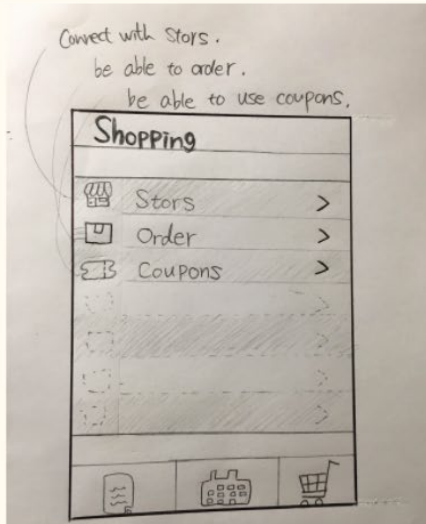 Connect with Stors.
be able to order.
be able to use coupons.
Shopping
Stors
Order
Coupons